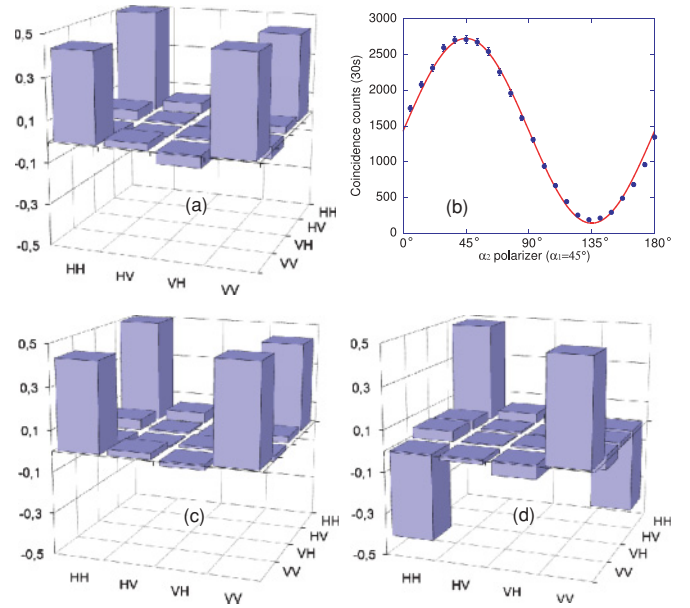 0,5
0,3
0,1
-0,1
-0,3
-0,5
HH
HV
VH
VV
HH
HV
VH
VV
(a)
3000
2500
2000
1500
1000
500
0
0° 45° 90° 135° 180°
Coincidence counts (30s)
α₂ polarizer (α₁=45°)
(b)
0,5
0,3
0,1
-0,1
-0,3
-0,5
HH
HV
VH
VV
HH
HV
VH
VV
(c)
0,5
0,3
0,1
-0,1
-0,3
-0,5
HH
HV
VH
VV
HH
HV
VH
VV
(d)